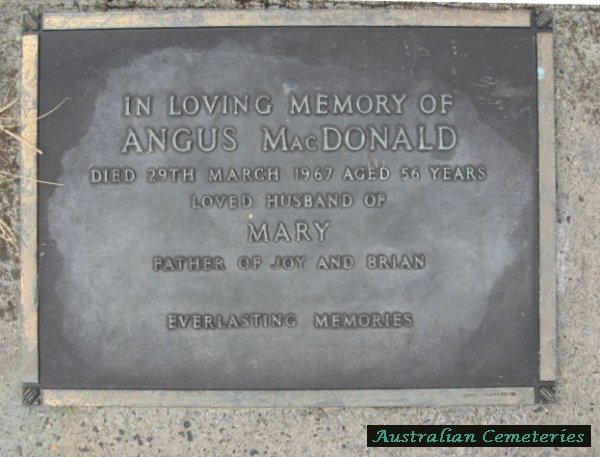 IN LOVING MEMORY OF
ANGUS MacDONALD
DIED 29TH MARCH 1967 AGED 56 YEARS
LOVED HUSBAND OF
MARY
FATHER OF JOY AND BRIAN
EVERLASTING MEMORIES
Australian Cemeteries